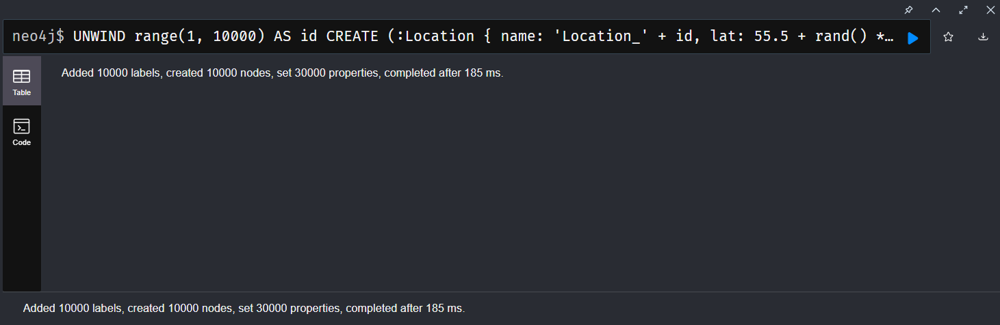 neo4j$ UNWIND range(1, 10000) AS id CREATE (:Location { name: 'Location_' + id, lat: 55.5 + rand() *…
Table
Added 10000 labels, created 10000 nodes, set 30000 properties, completed after 185 ms.
Code
Added 10000 labels, created 10000 nodes, set 30000 properties, completed after 185 ms.